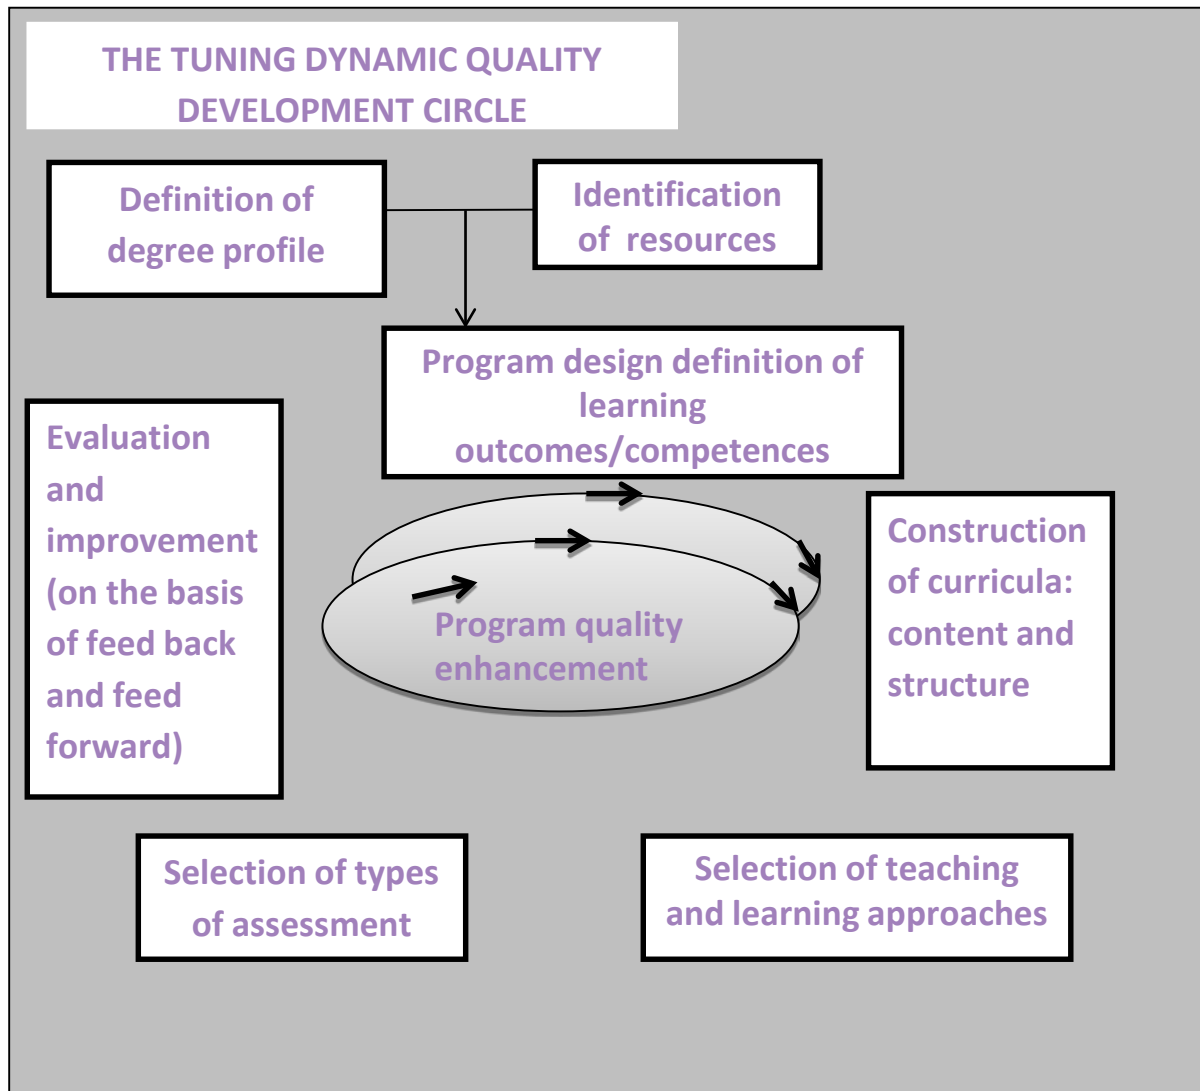 THE TUNING DYNAMIC QUALITY
DEVELOPMENT CIRCLE
Definition of
degree profile
Identification
of  resources
Program design definition of
learning
outcomes/competences
Evaluation
and
improvement
(on the basis
of feed back
and feed
forward)
Program quality
enhancement
Construction
of curricula:
content and
structure
Selection of types
of assessment
Selection of teaching
and learning approaches